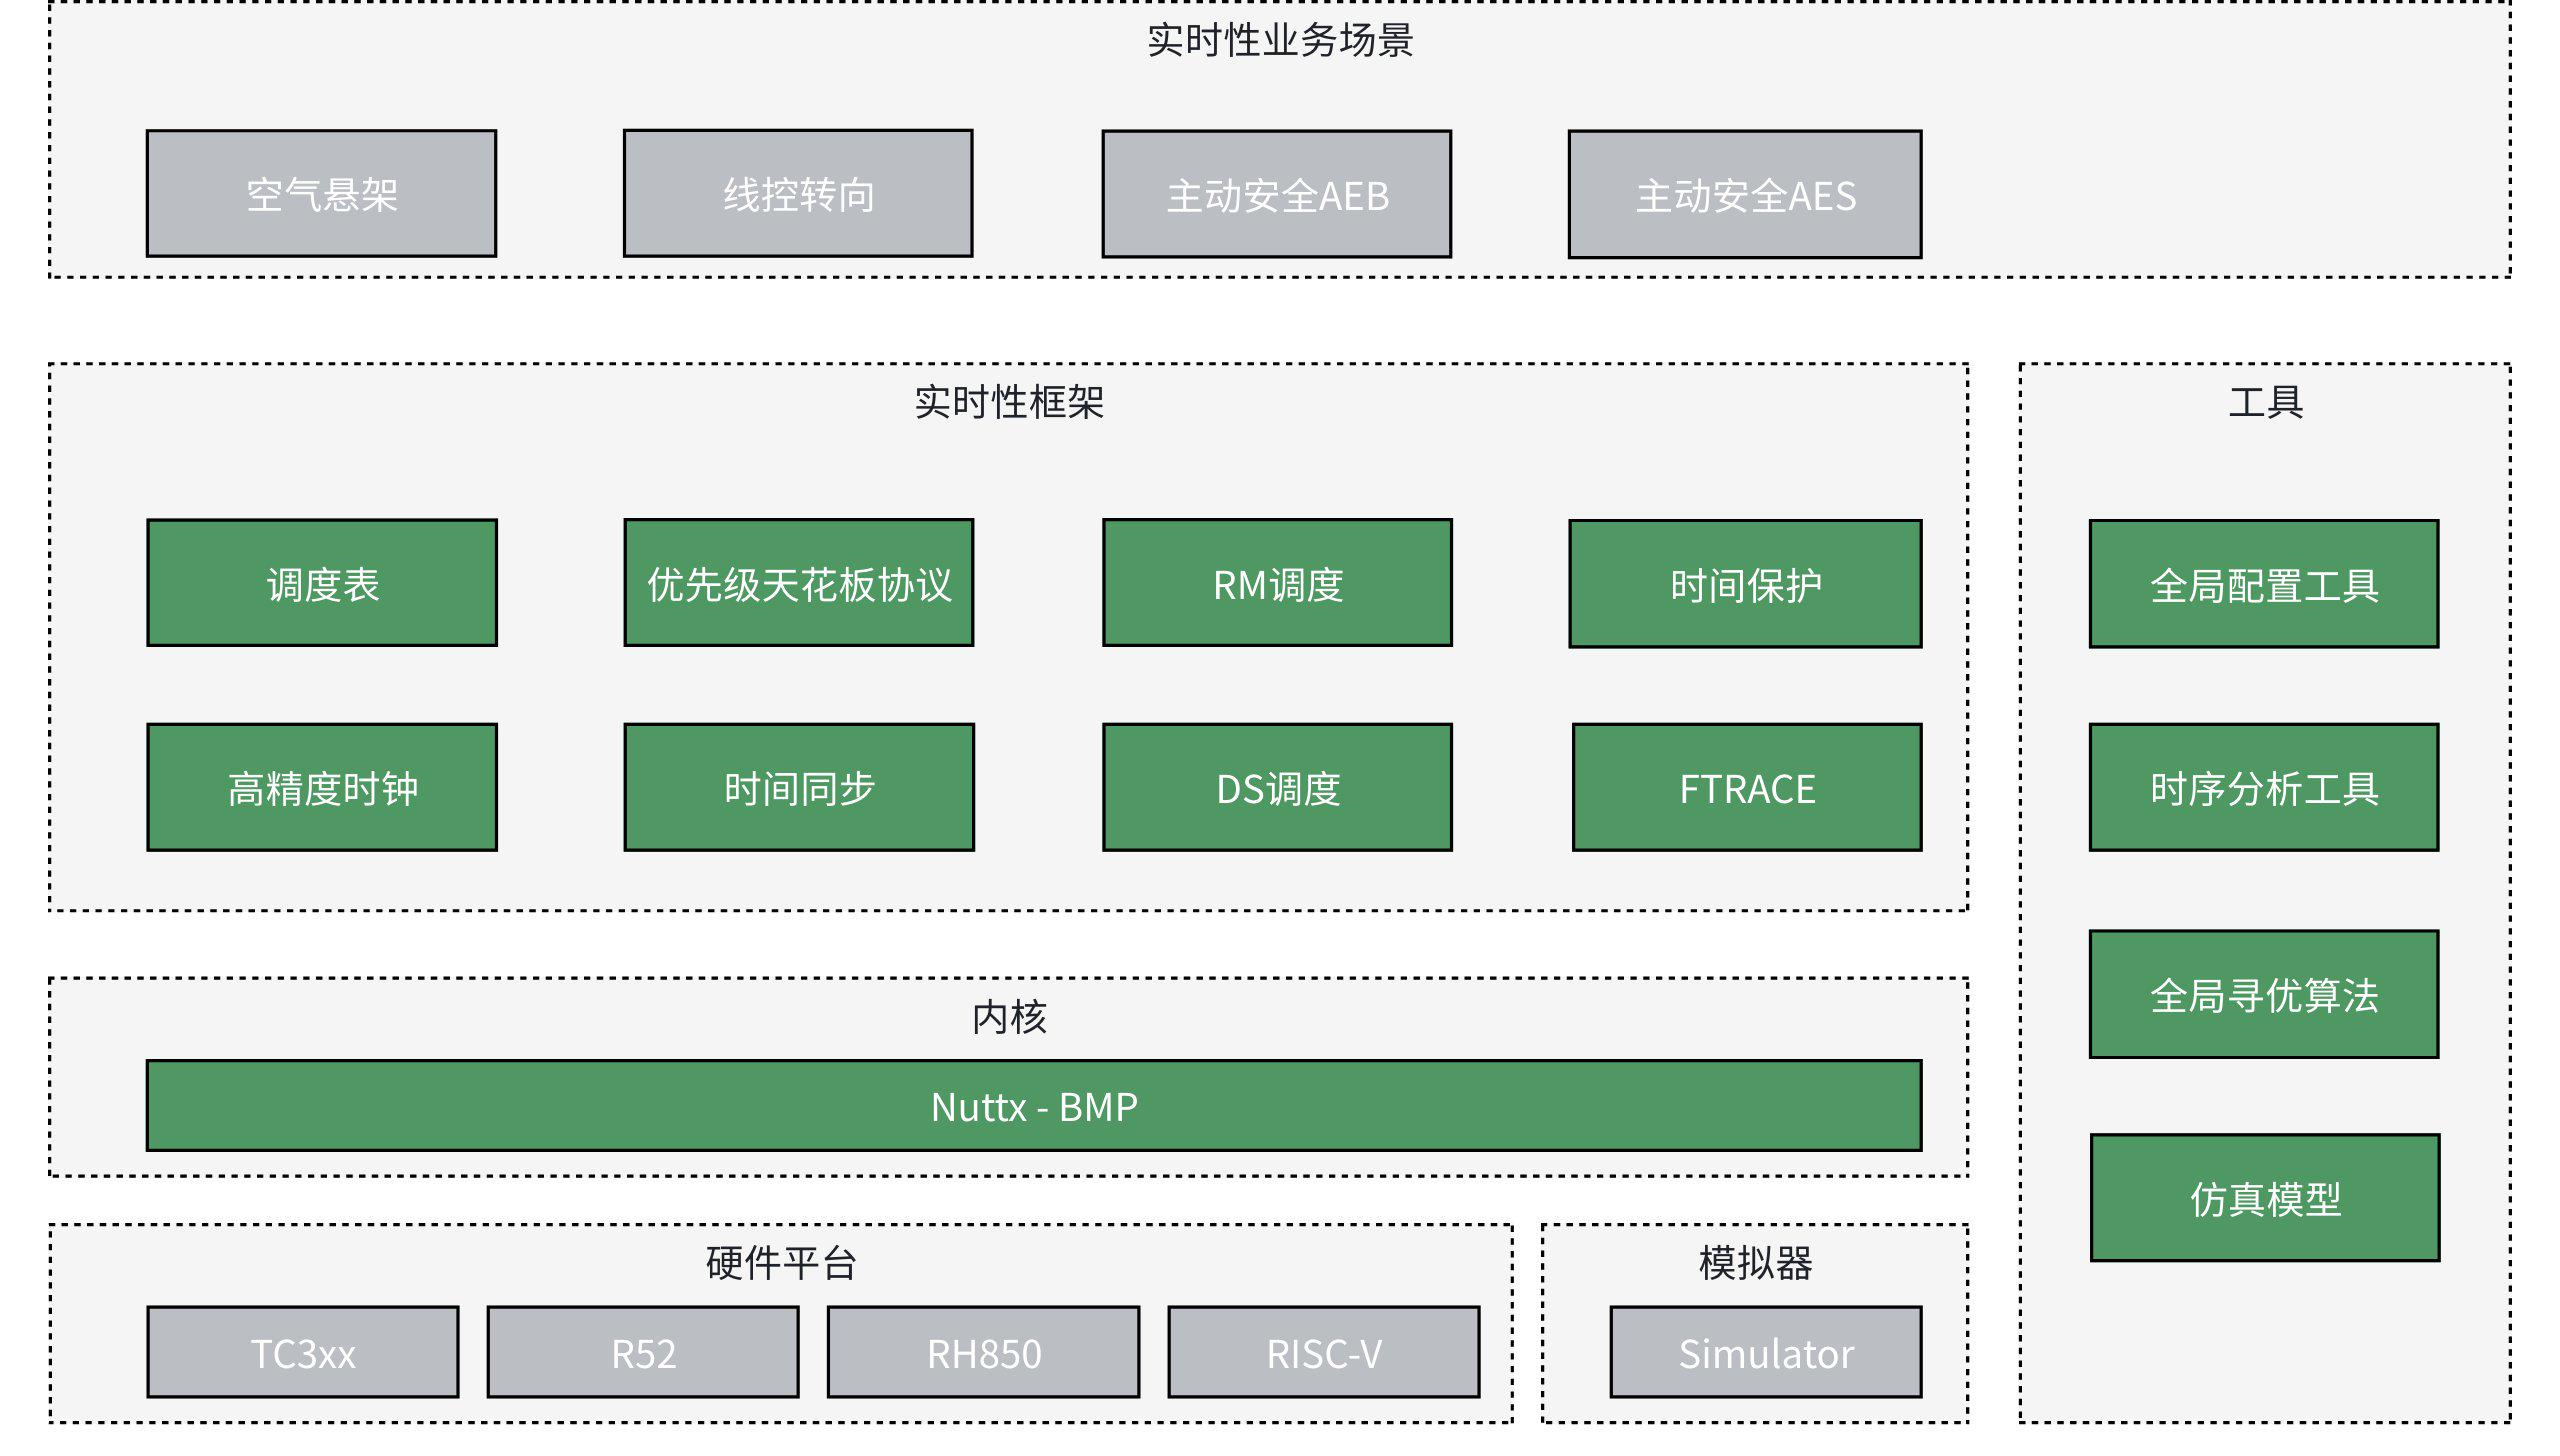 实时性业务场景
空气悬架
线控转向
主动安全AEB
主动安全AES
实时性框架
调度表
优先级天花板协议
RM调度
时间保护
高精度时钟
时间同步
DS调度
FTRACE
工具
全局配置工具
时序分析工具
全局寻优算法
仿真模型
内核
Nuttx - BMP
硬件平台
TC3xx
R52
RH850
RISC-V
模拟器
Simulator